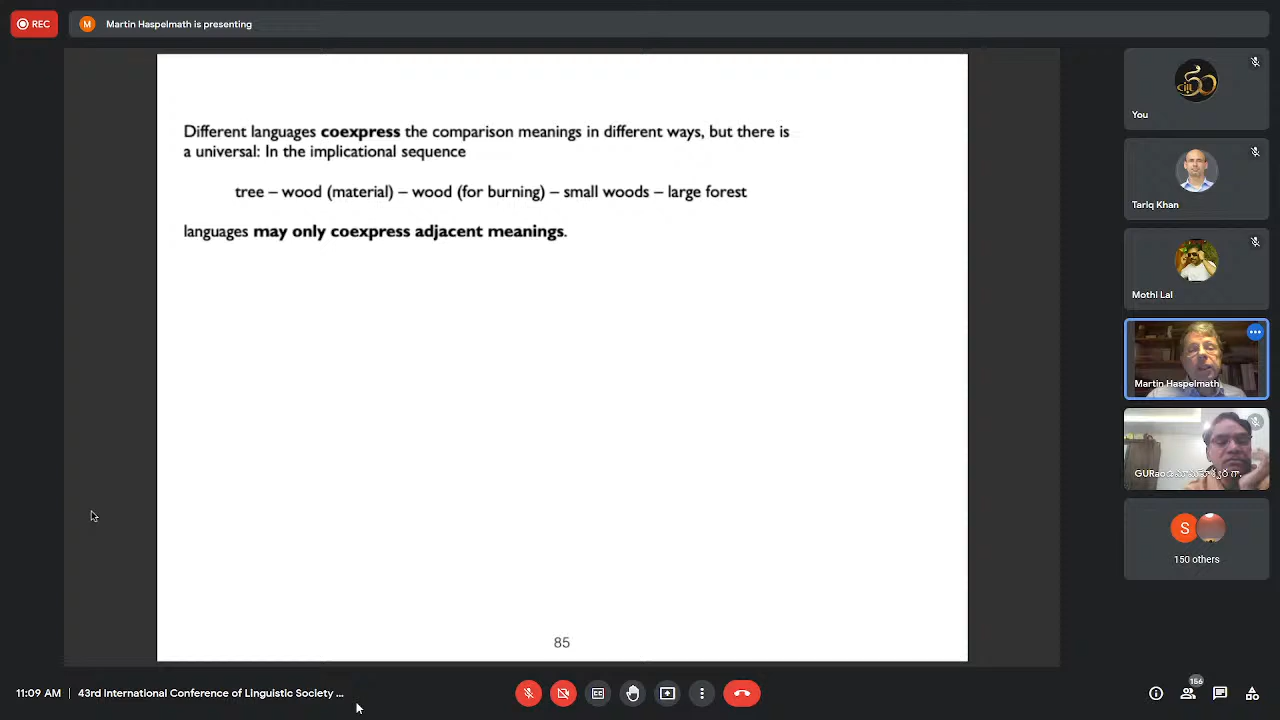 REC
M
Martin Haspelmath is presenting
Different languages coexpress the comparison meanings in different ways, but there is
a universal: In the implicational sequence
tree – wood (material) – wood (for burning) – small woods – large forest
languages may only coexpress adjacent meanings.
85
You
Tariq Khan
Mothi Lal
Martin Haspelmath
GURao
S
150 others
11:09 AM | 43rd International Conference of Linguistic Society ...
156